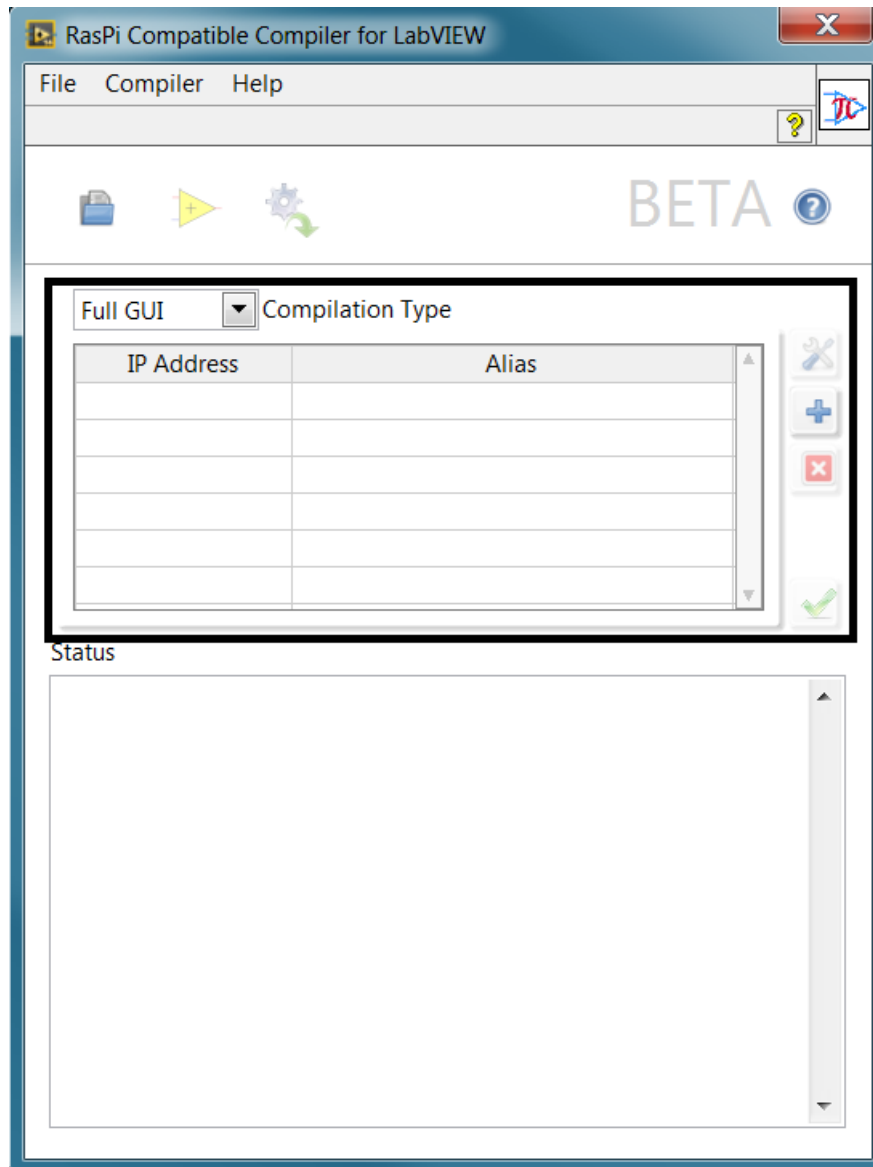 RasPi Compatible Compiler for LabVIEW
File Compiler Help
BETA
Full GUI Compilation Type
IP Address Alias
Status